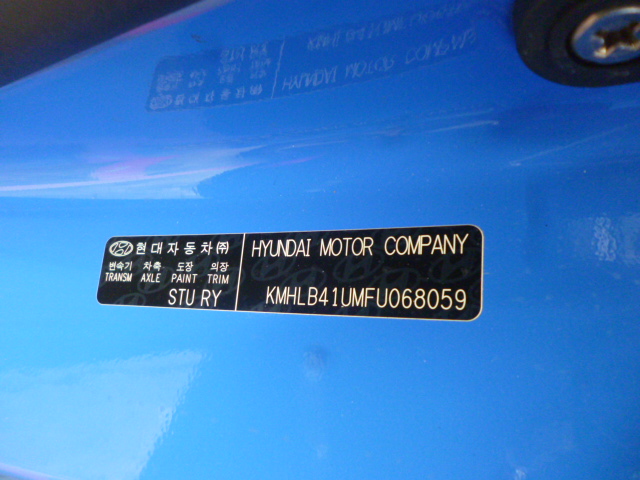 현대자동차㈜
변속기 차축 도장 의장
TRANSM AXLE PAINT TRIM
STU RY
HYUNDAI MOTOR COMPANY
KMHLB41UMFU068059
HYUNDAI MOTOR COMPANY